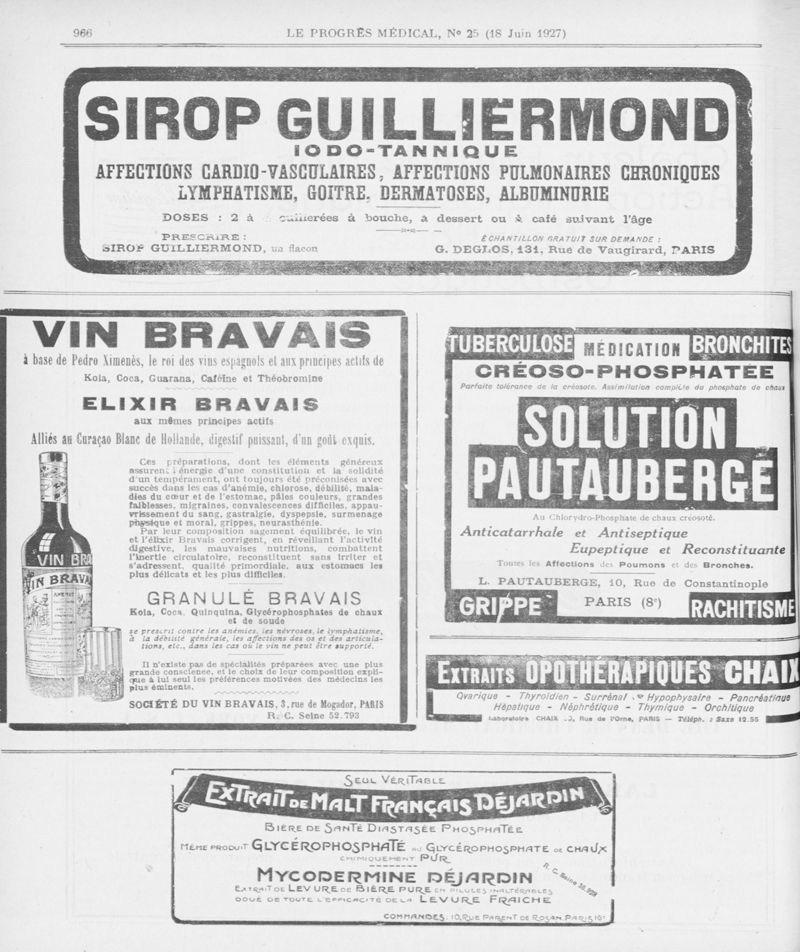 966
LE PROGRÈS MÉDICAL, No 25 (18 Juin 1927)
SIROP GUILLIERMOND
IODO-TANNIQUE
AFFECTIONS CARDIO-VASCULAIRES, AFFECTIONS PULMONAIRES CHRONIQUES
LYMPHATISME, GOITRE, DERMATOSES, ALBUMINURIE
DOSES : 2 à cuillerées à bouche, à dessert ou à café suivant l'âge
PRESCRIRE :
SIROP GUILLIERMOND, un flacon
ÉCHANTILLON GRATUIT SUR DEMANDE :
G. DEGLOS, 131, Rue de Vaugirard, PARIS
VIN BRAVAIS
à base de Pedro Ximenès, le roi des vins espagnols et aux principes actifs de
Kola, Coca, Guarana, Caféine et Théobromine
ELIXIR BRAVAIS
aux mêmes principes actifs
Alliés au Curaçao Blanc de Hollande, digestif puissant, d'un goût exquis.
Ces préparations, dont les éléments généreux
assurent l'énergie d'une constitution et la solidité
d'un tempérament, ont toujours été préconisées avec
succès dans les cas d'anémie, chlorose, débilité, mala-
dies du cœur et de l'estomac, pâles couleurs, grandes
faiblesses, migraines, convalescences difficiles, appau-
vrissement du sang, gastralgie, dyspepsie, surmenage
physique et moral, grippes, neurasthénie.
Par leur composition sagement équilibrée, le vin
et l'élixir Bravais corrigent, en réveillant l'activité
digestive, les mauvaises nutritions, combattent
l'inertie circulatoire, reconstituent sans irriter et
s'adressent, qualité primordiale, aux estomacs les
plus délicats et les plus difficiles.
VIN BRAVAIS
VIN BRAVAIS
GRANULÉ BRAVAIS
Kola, Coca, Quinquina, Glycérophosphates de chaux
et de soude
se prescrit contre les anémies, les névroses, le lymphatisme,
à la débilité générale, les affections des os et des articula-
tions, etc., dans les cas où le vin ne peut être supporté.
Il n'existe pas de spécialités préparées avec une plus
grande conscience, et le choix de leur composition expli-
que à lui seul les préférences motivées des médecins les
plus éminents.
SOCIÉTÉ DU VIN BRAVAIS, 3, rue de Mogador, PARIS
R. C. Seine 52.793
TUBERCULOSE MÉDICATION BRONCHITES
CRÉOSO-PHOSPHATÉE
Parfaite tolérance de la créosote. Assimilation complète du phosphate de chaux
SOLUTION
PAUTAUBERGE
Au Chlorydro-Phosphate de chaux créosoté.
Anticatarrhale et Antiseptique
Eupeptique et Reconstituante
Toutes les Affections des Poumons et des Bronches.
L. PAUTAUBERGE, 10, Rue de Constantinople
GRIPPE PARIS (8e) RACHITISME
EXTRAITS OPOTHÉRAPIQUES CHAIX
Ovarique - Thyroïdien - Surrénal - Hypophysaire - Pancréatique
Hépatique - Néphrétique - Thymique - Orchitique
Laboratoire CHAIX Rue de l'Orne, PARIS - Téléph. : Saxe 12.55
SEUL VÉRITABLE
EXTRAIT DE MALT FRANÇAIS DÉJARDIN
BIÈRE DE SANTÉ DIASTASÉE PHOSPHATÉE
MÊME PRODUIT GLYCÉROPHOSPHATÉ AU GLYCÉROPHOSPHATE DE CHAUX
CHIMIQUEMENT PUR
MYCODERMINE DÉJARDIN
R. C. Seine
EXTRAIT DE LEVURE DE BIÈRE PURE EN PILULES INALTÉRABLES
DOUÉ DE TOUTE L'EFFICACITÉ DE LA LEVURE FRAICHE
COMMANDES: 10, RUE PARENT DE ROSAN, PARIS